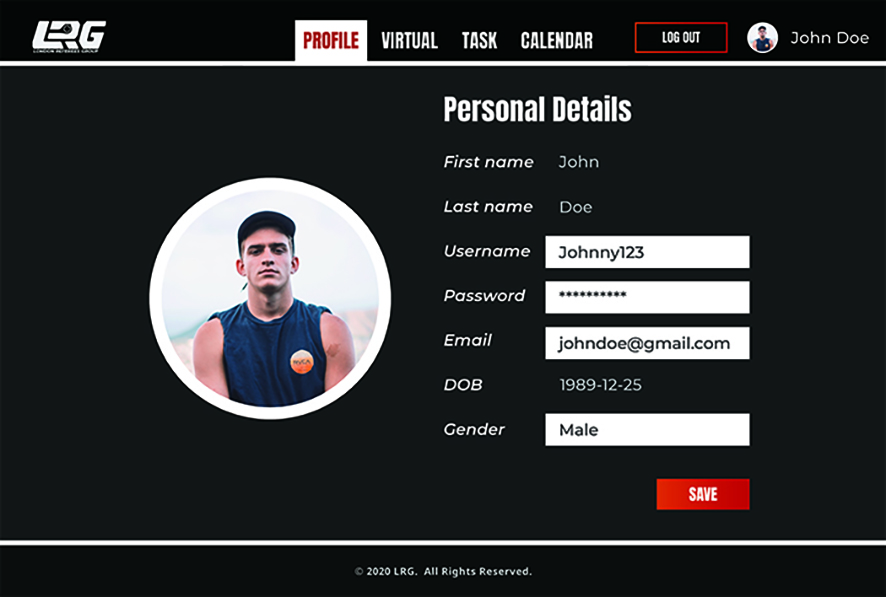 LRG
LONDON REFEREES GROUP
PROFILE
VIRTUAL
TASK
CALENDAR
LOG OUT
John Doe
Personal Details
First name John
Last name Doe
Username Johnny123
Password **********
Email johndoe@gmail.com
DOB 1989-12-25
Gender Male
RVCA
SAVE
© 2020 LRG. All Rights Reserved.